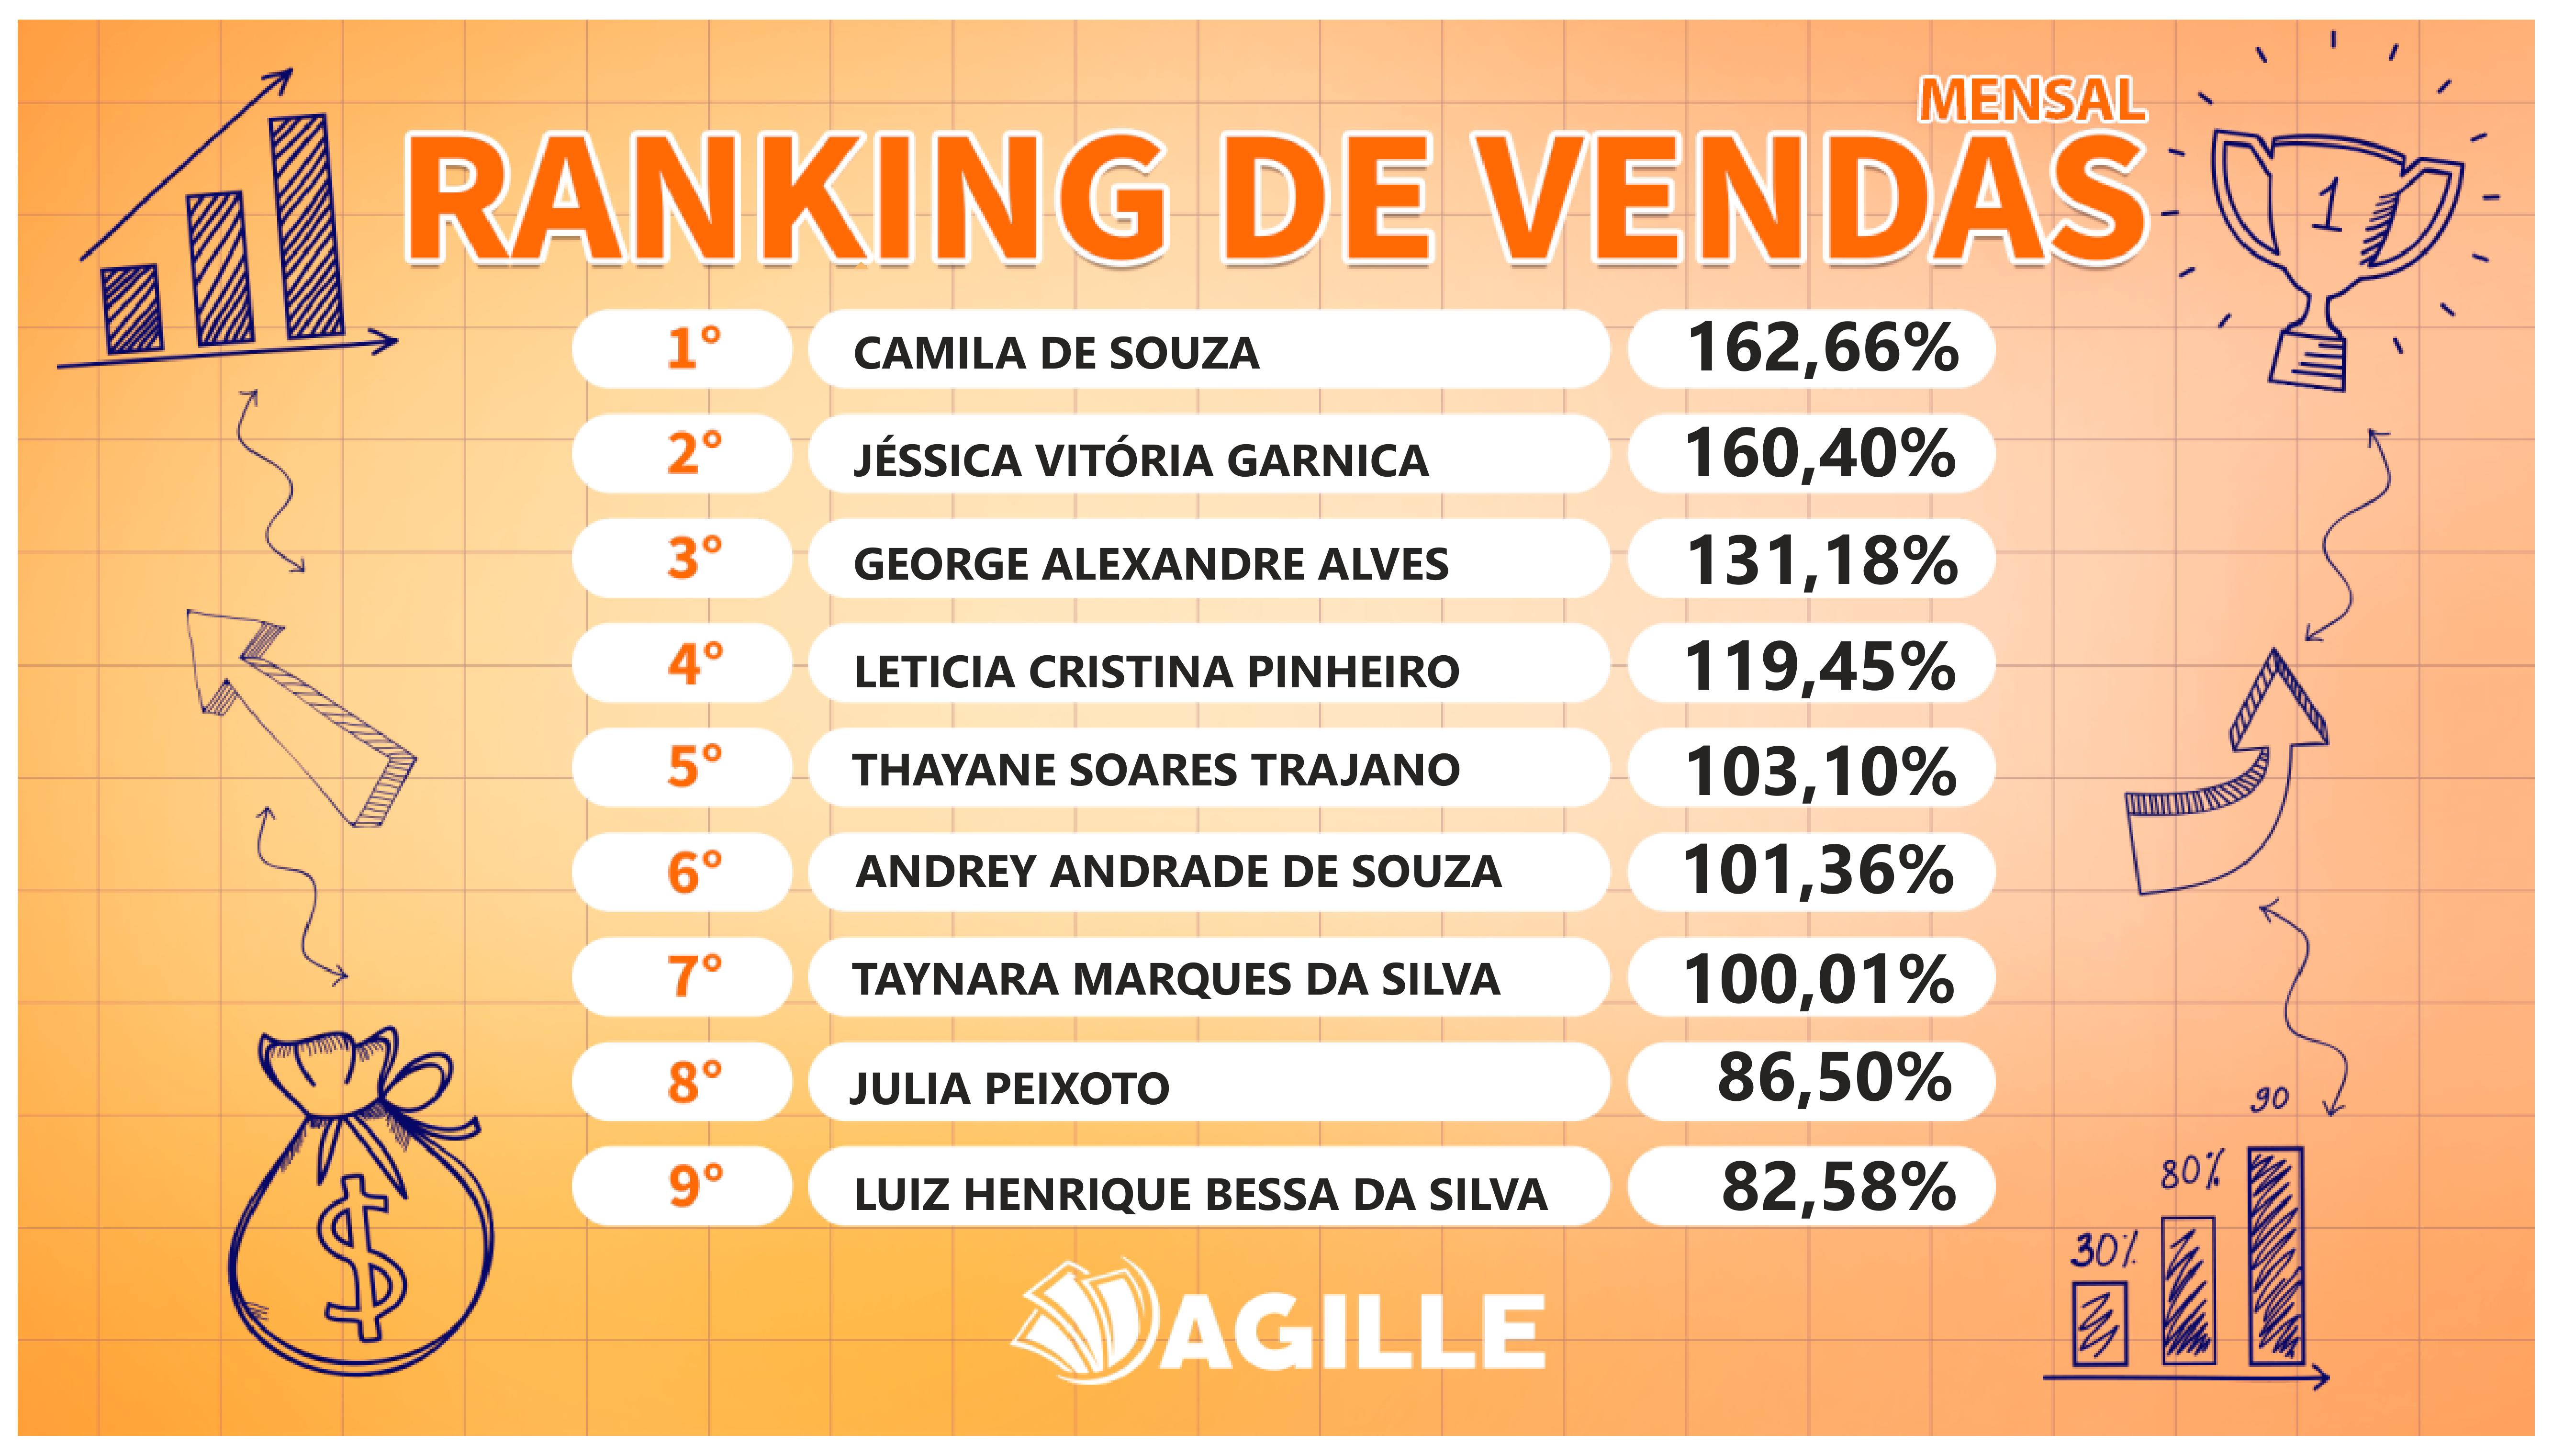 MENSAL
RANKING DE VENDAS
1
1° CAMILA DE SOUZA 162,66%
2° JÉSSICA VITÓRIA GARNICA 160,40%
3° GEORGE ALEXANDRE ALVES 131,18%
4° LETICIA CRISTINA PINHEIRO 119,45%
5° THAYANE SOARES TRAJANO 103,10%
6° ANDREY ANDRADE DE SOUZA 101,36%
7° TAYNARA MARQUES DA SILVA 100,01%
8° JULIA PEIXOTO 86,50%
9° LUIZ HENRIQUE BESSA DA SILVA 82,58%
90
80%
30%
$
AGILLE